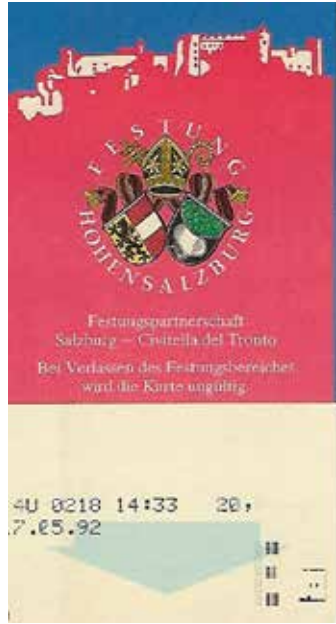 FESTUNG
HOHENSALZBURG
Festungspartnerschaft
Salzburg – Civitella del Tronto
Bei Verlassen des Festungsbereiches
wird die Karte ungültig.
4U 0218 14:33 20,
7.05.92